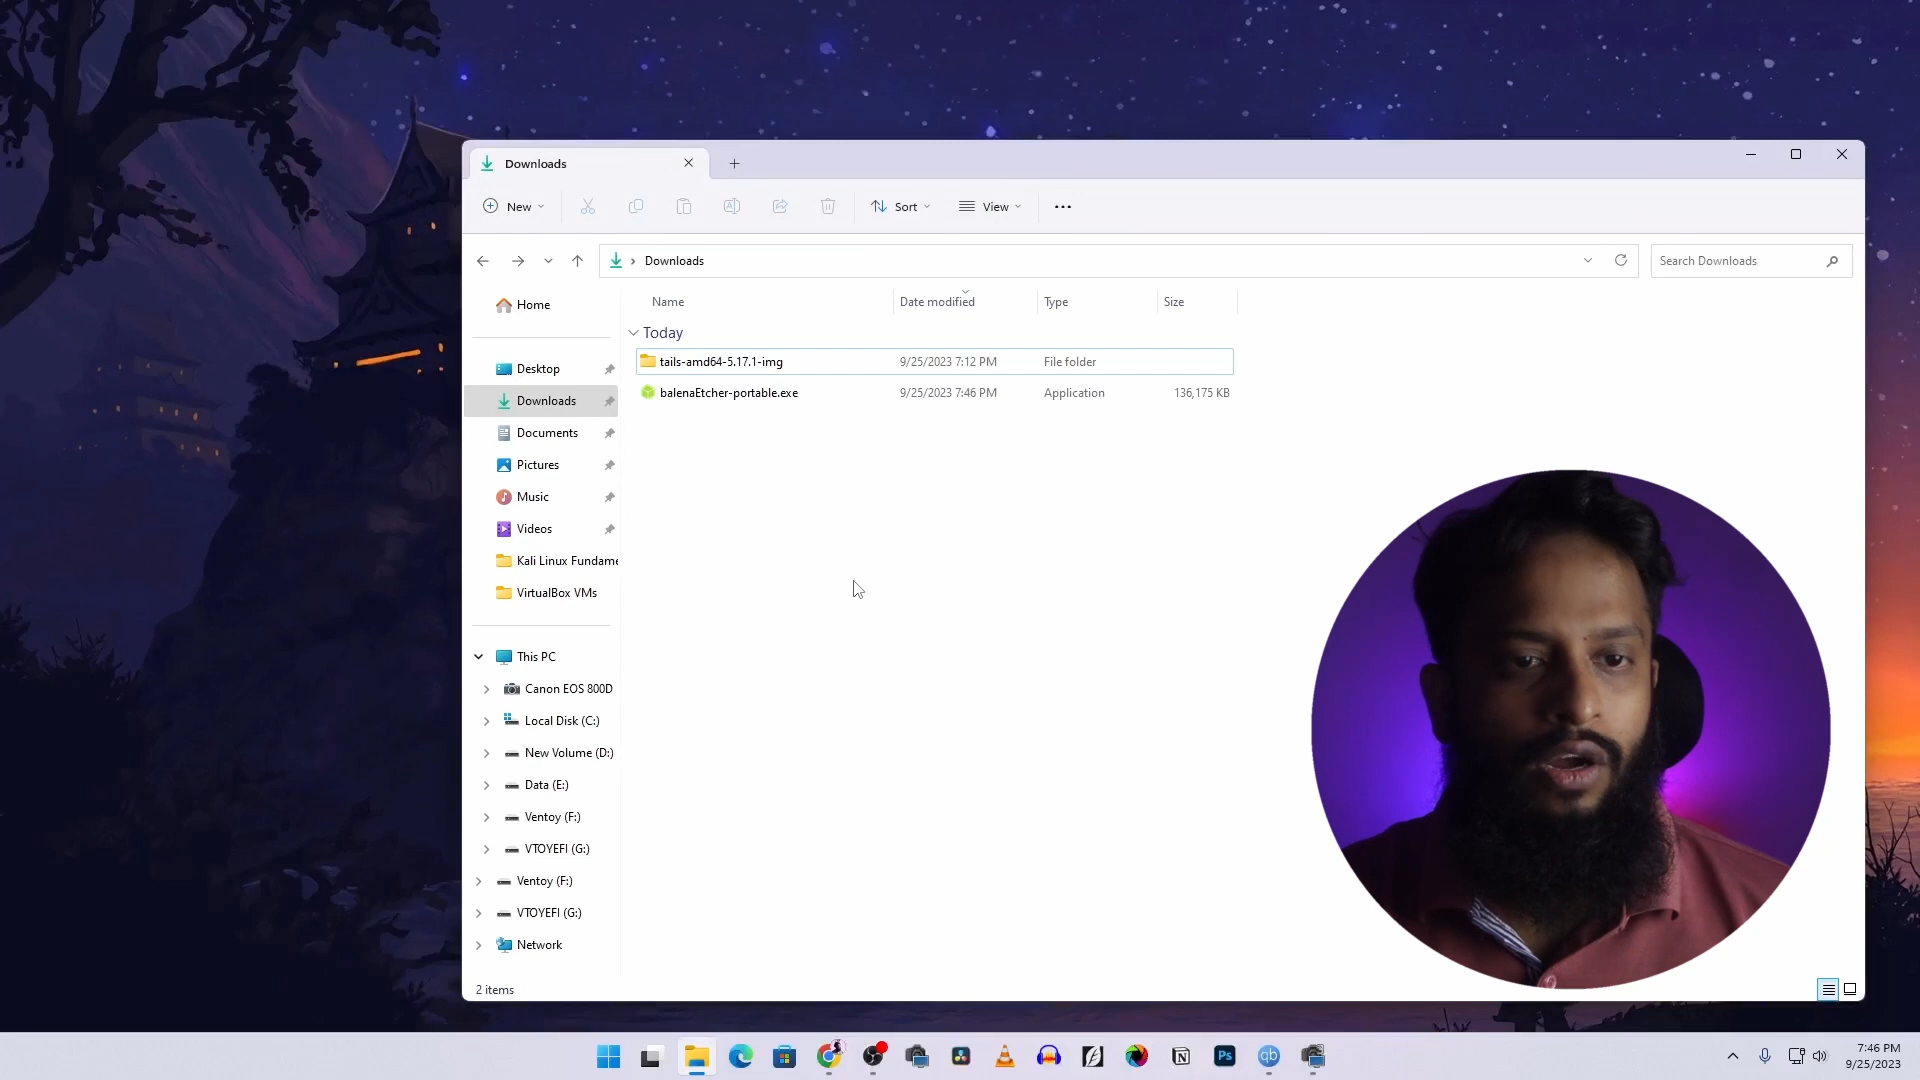 Downloads
New
Sort
View
Downloads
Search Downloads
Home
Desktop
Downloads
Documents
Pictures
Music
Videos
Kali Linux Fundame
VirtualBox VMs
This PC
Canon EOS 800D
Local Disk (C:)
New Volume (D:)
Data (E:)
Ventoy (F:)
VTOYEFI (G:)
Ventoy (F:)
VTOYEFI (G:)
Network
Name Date modified Type Size
Today
tails-amd64-5.17.1-img 9/25/2023 7:12 PM File folder
balenaEtcher-portable.exe 9/25/2023 7:46 PM Application 136,175 KB
2 items
Ps
qb
7:46 PM
9/25/2023